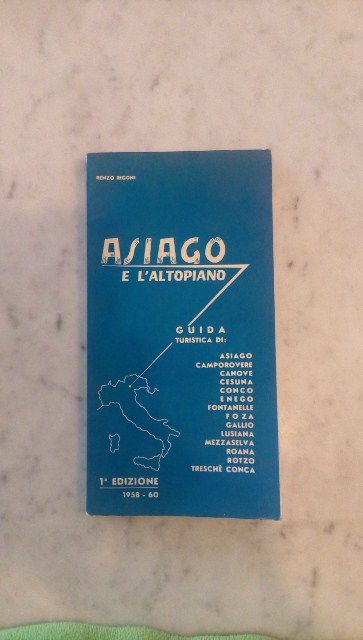 RENZO RIGONI
ASIAGO
E L'ALTOPIANO
GUIDA
TURISTICA DI:
ASIAGO
CAMPOROVERE
CANOVE
CESUNA
CONCO
ENEGO
FONTANELLE
FOZA
GALLIO
LUSIANA
MEZZASELVA
ROANA
ROTZO
TRESCHÈ CONCA
1ª EDIZIONE
1958 - 60